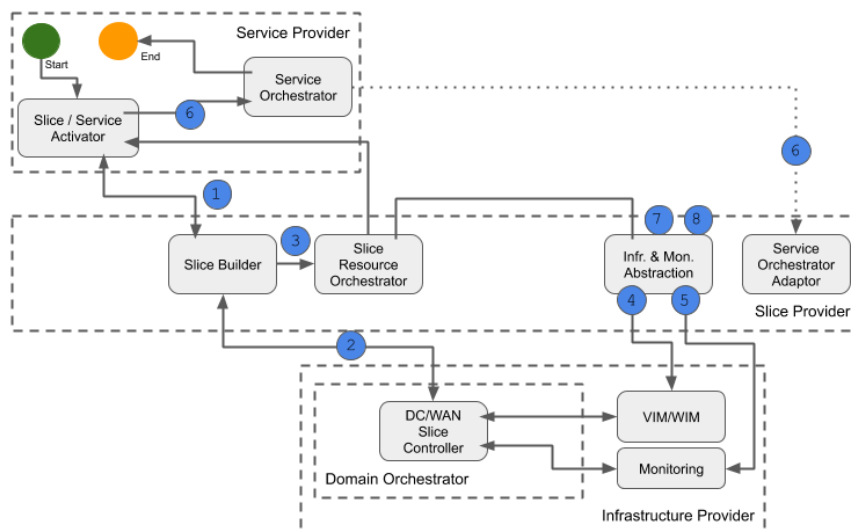 Service Provider
Start
End
Service
Orchestrator
6
Slice / Service
Activator
6
1
7
8
3
Slice Builder
Slice
Resource
Orchestrator
Infr. & Mon.
Abstraction
Service
Orchestrator
Adaptor
4
5
Slice Provider
2
DC/WAN
Slice
Controller
VIM/WIM
Monitoring
Domain Orchestrator
Infrastructure Provider